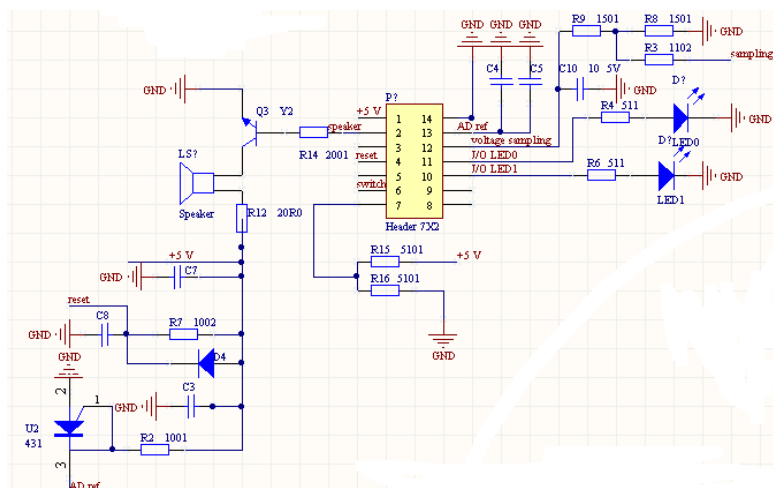 GND GND GND
R9 1501 R8 1501
GND
R3 1102
sampling
C4 C5 C10 10 5V
GND
GND
Q3 Y2
P?
+5 V
R4 511
D?
GND
LED0
speaker
R14 2001
1 14
2 13
3 12
4 11
5 10
6 9
7 8
AD ref
voltage sampling
reset
I/O LED0
I/O LED1
switch
R6 511
D?
GND
LED1
Header 7X2
LS?
Speaker
R12 20R0
+5 V
GND
C7
R15 5101
+5 V
R16 5101
GND
reset
C8
GND
R7 1002
D4
GND
C3
GND
2
1
U2
431
R2 1001
3
AD ref